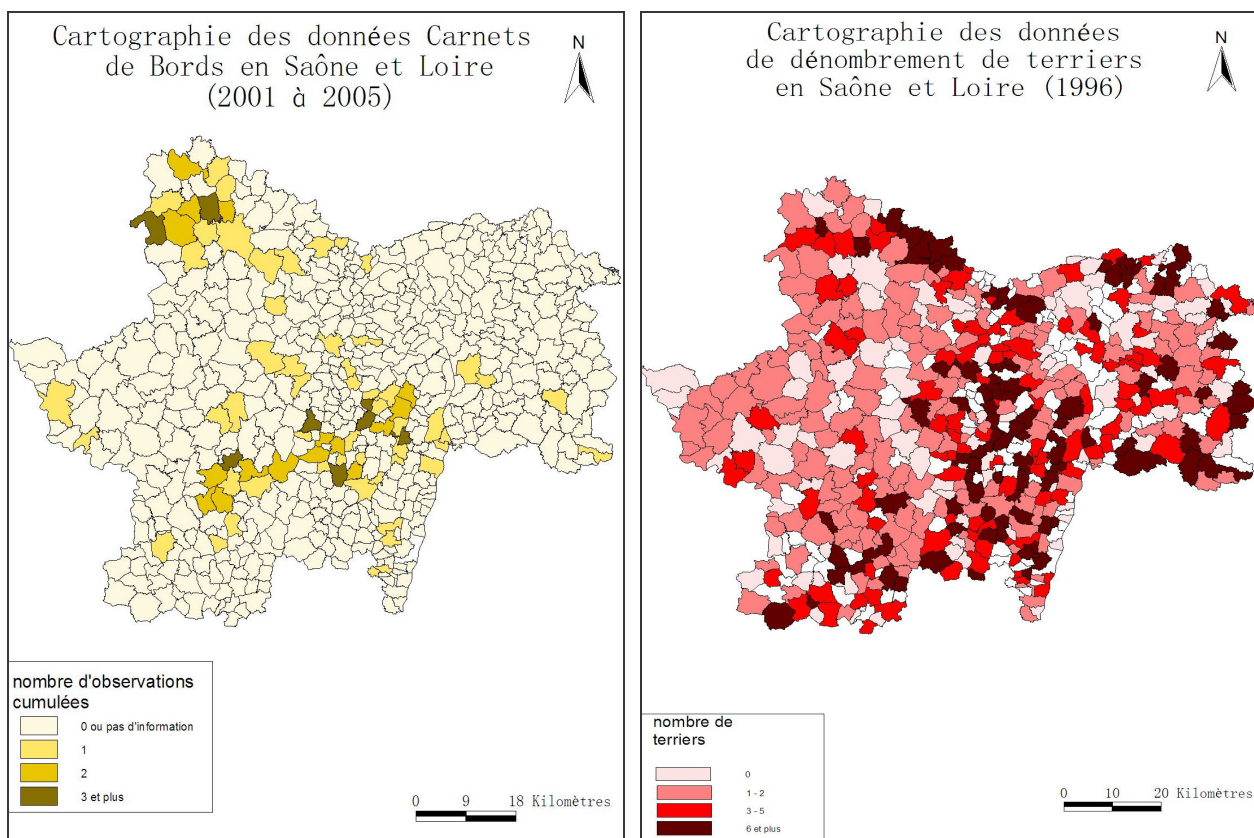 Cartographie des données Carnets
de Bords en Saône et Loire
(2001 à 2005)
N
nombre d'observations
cumulées
0 ou pas d'information
1
2
3 et plus
0 9 18 Kilomètres
Cartographie des données
de dénombrement de terriers
en Saône et Loire (1996)
N
nombre de
terriers
0
1 - 2
3 - 5
6 et plus
0 10 20 Kilomètres